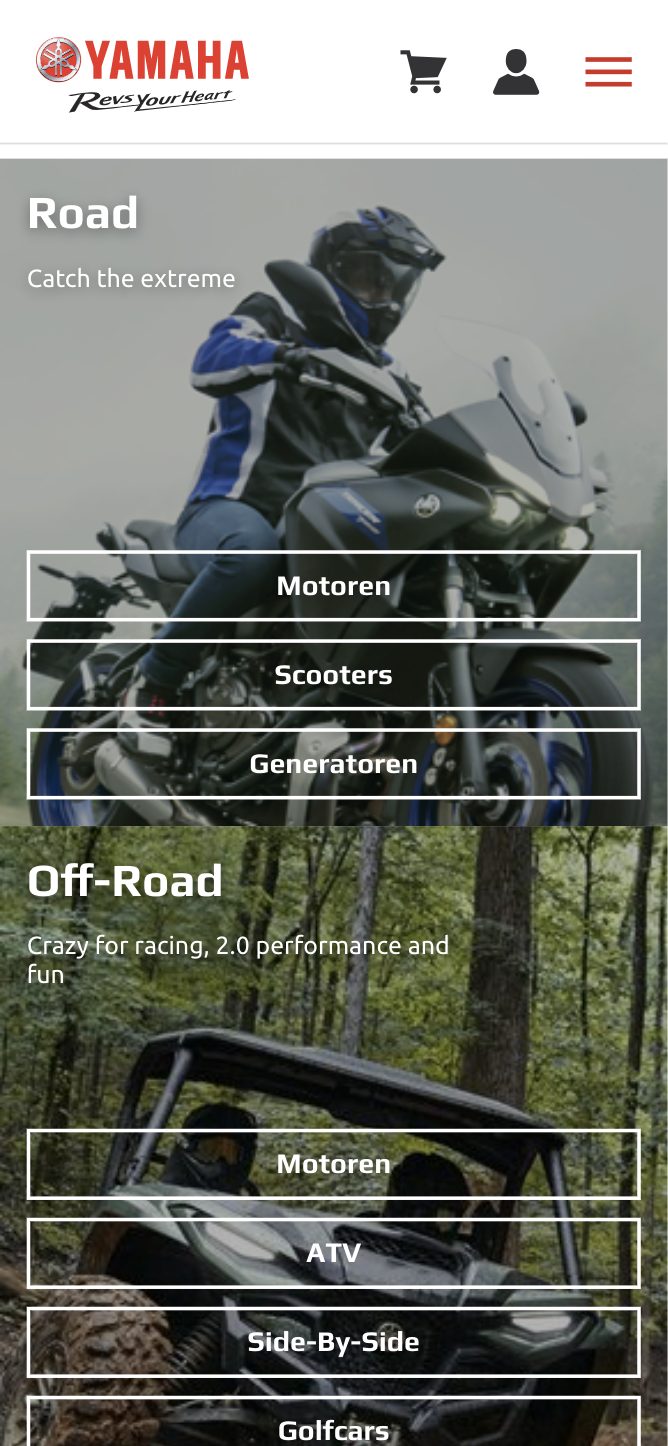 YAMAHA
Revs Your Heart
Road
Catch the extreme
Motoren
Scooters
Generatoren
Off-Road
Crazy for racing, 2.0 performance and
fun
Motoren
ATV
Side-By-Side
Golfcars